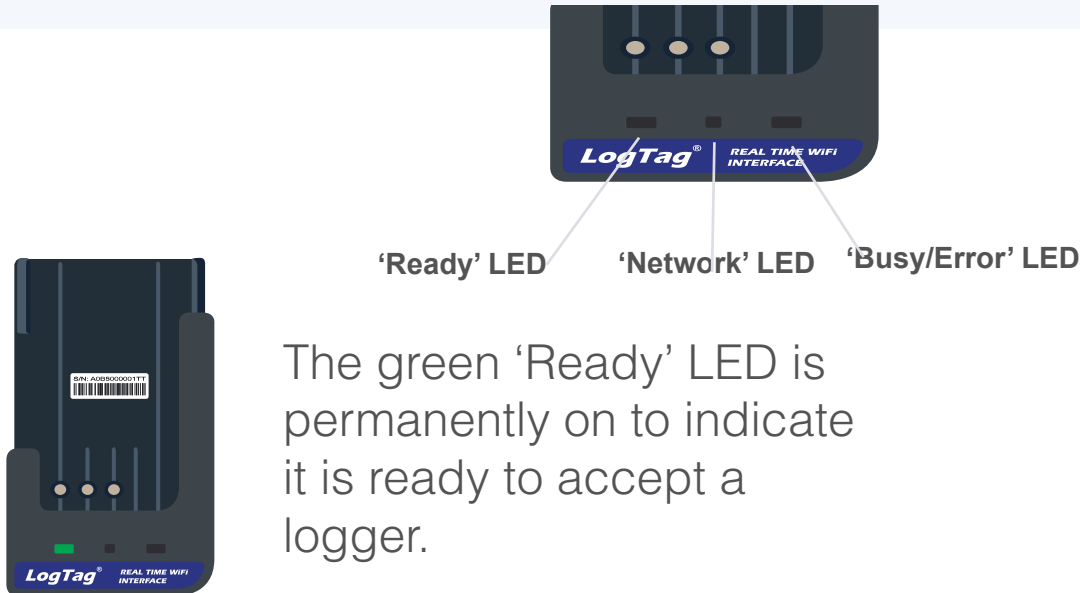 LogTag® REAL TIME WiFi
INTERFACE
‘Ready’ LED ‘Network’ LED ‘Busy/Error’ LED
S/N: A0B5000001TT
The green ‘Ready’ LED is
permanently on to indicate
it is ready to accept a
logger.
LogTag® REAL TIME WiFi
INTERFACE